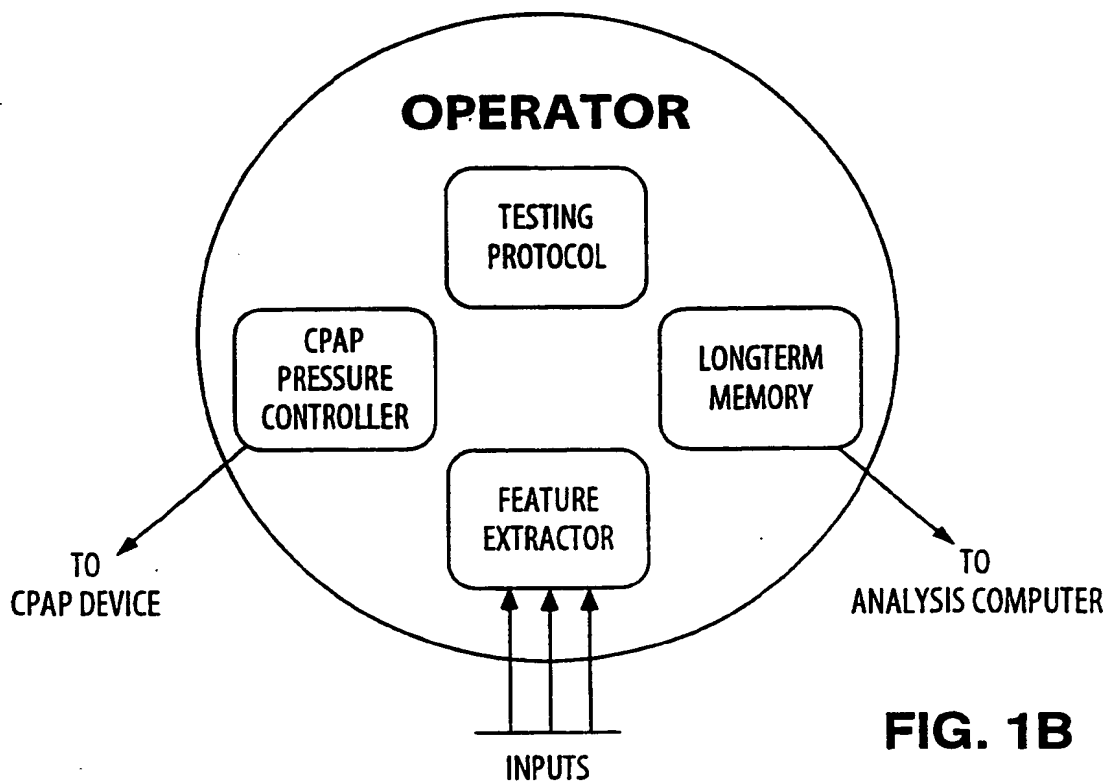 OPERATOR
TESTING
PROTOCOL
CPAP
PRESSURE
CONTROLLER
LONGTERM
MEMORY
FEATURE
EXTRACTOR
TO
CPAP DEVICE
TO
ANALYSIS COMPUTER
INPUTS
FIG. 1B